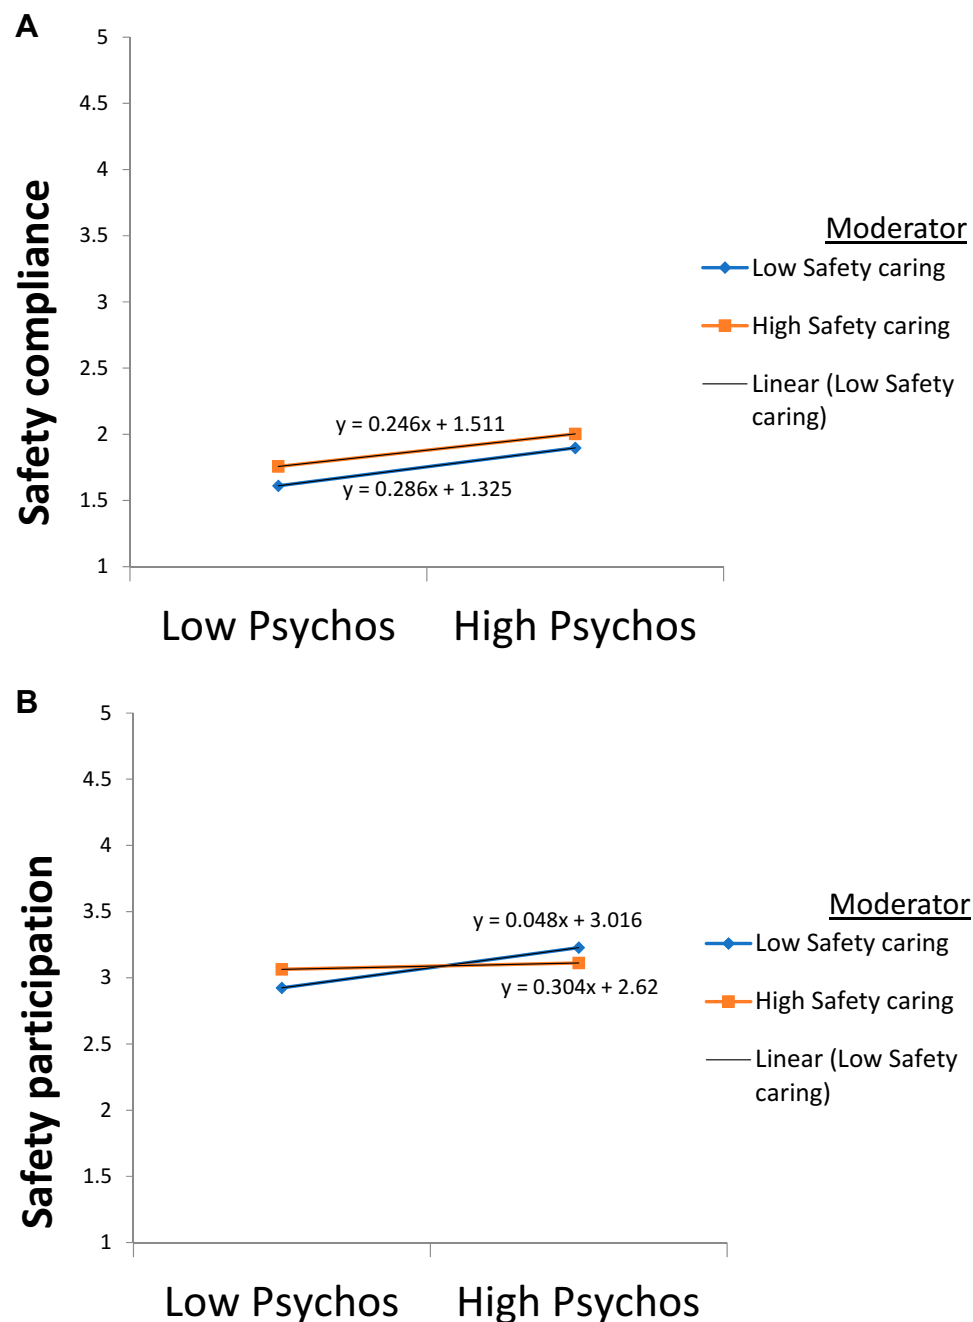 A
5
4.5
4
3.5
3
2.5
2
1.5
1
Safety compliance
y = 0.246x + 1.511
y = 0.286x + 1.325
Low Psychos
High Psychos
Moderator
Low Safety caring
High Safety caring
Linear (Low Safety
caring)
B
5
4.5
4
3.5
3
2.5
2
1.5
1
Safety participation
y = 0.048x + 3.016
y = 0.304x + 2.62
Low Psychos
High Psychos
Moderator
Low Safety caring
High Safety caring
Linear (Low Safety
caring)